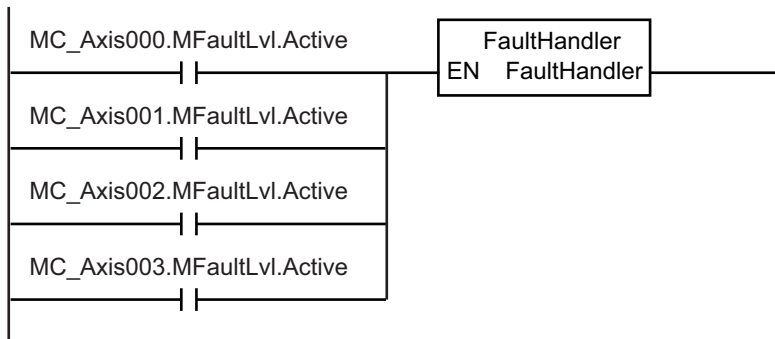 MC_Axis000.MFaultLvl.Active
FaultHandler
EN FaultHandler
MC_Axis001.MFaultLvl.Active
MC_Axis002.MFaultLvl.Active
MC_Axis003.MFaultLvl.Active